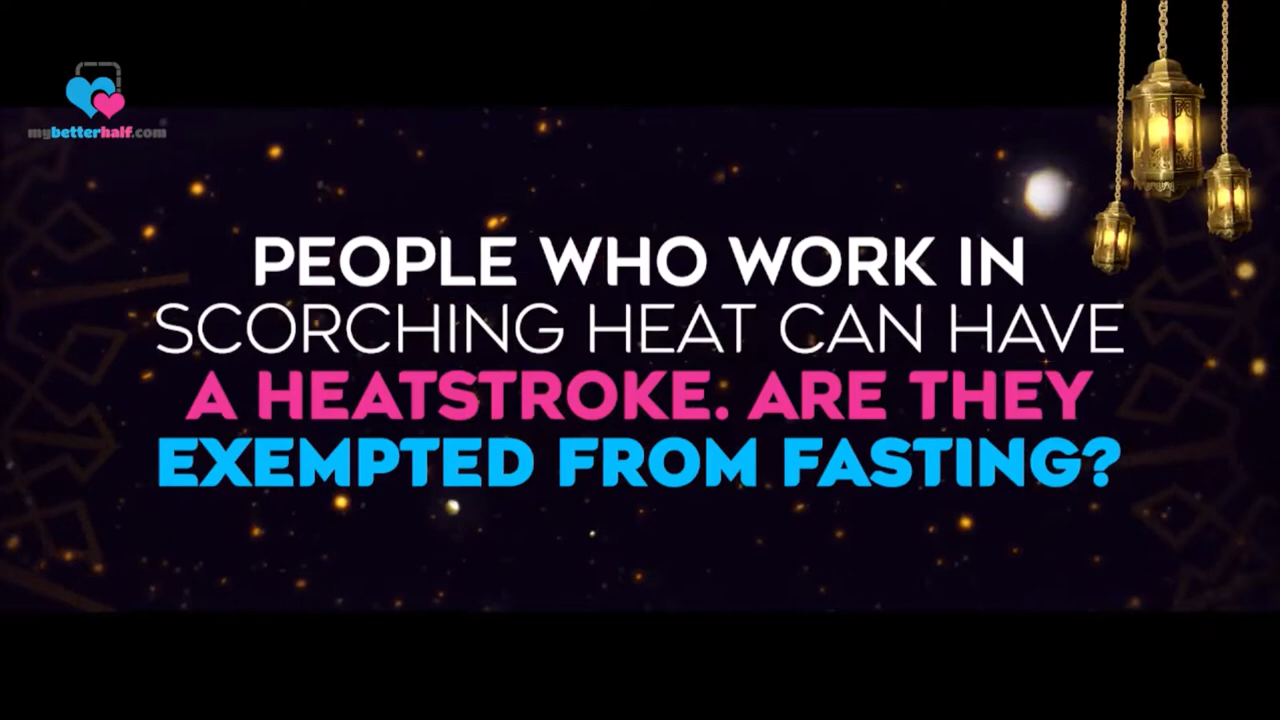 mybetterhalf.com
PEOPLE WHO WORK IN
SCORCHING HEAT CAN HAVE
A HEATSTROKE. ARE THEY
EXEMPTED FROM FASTING?